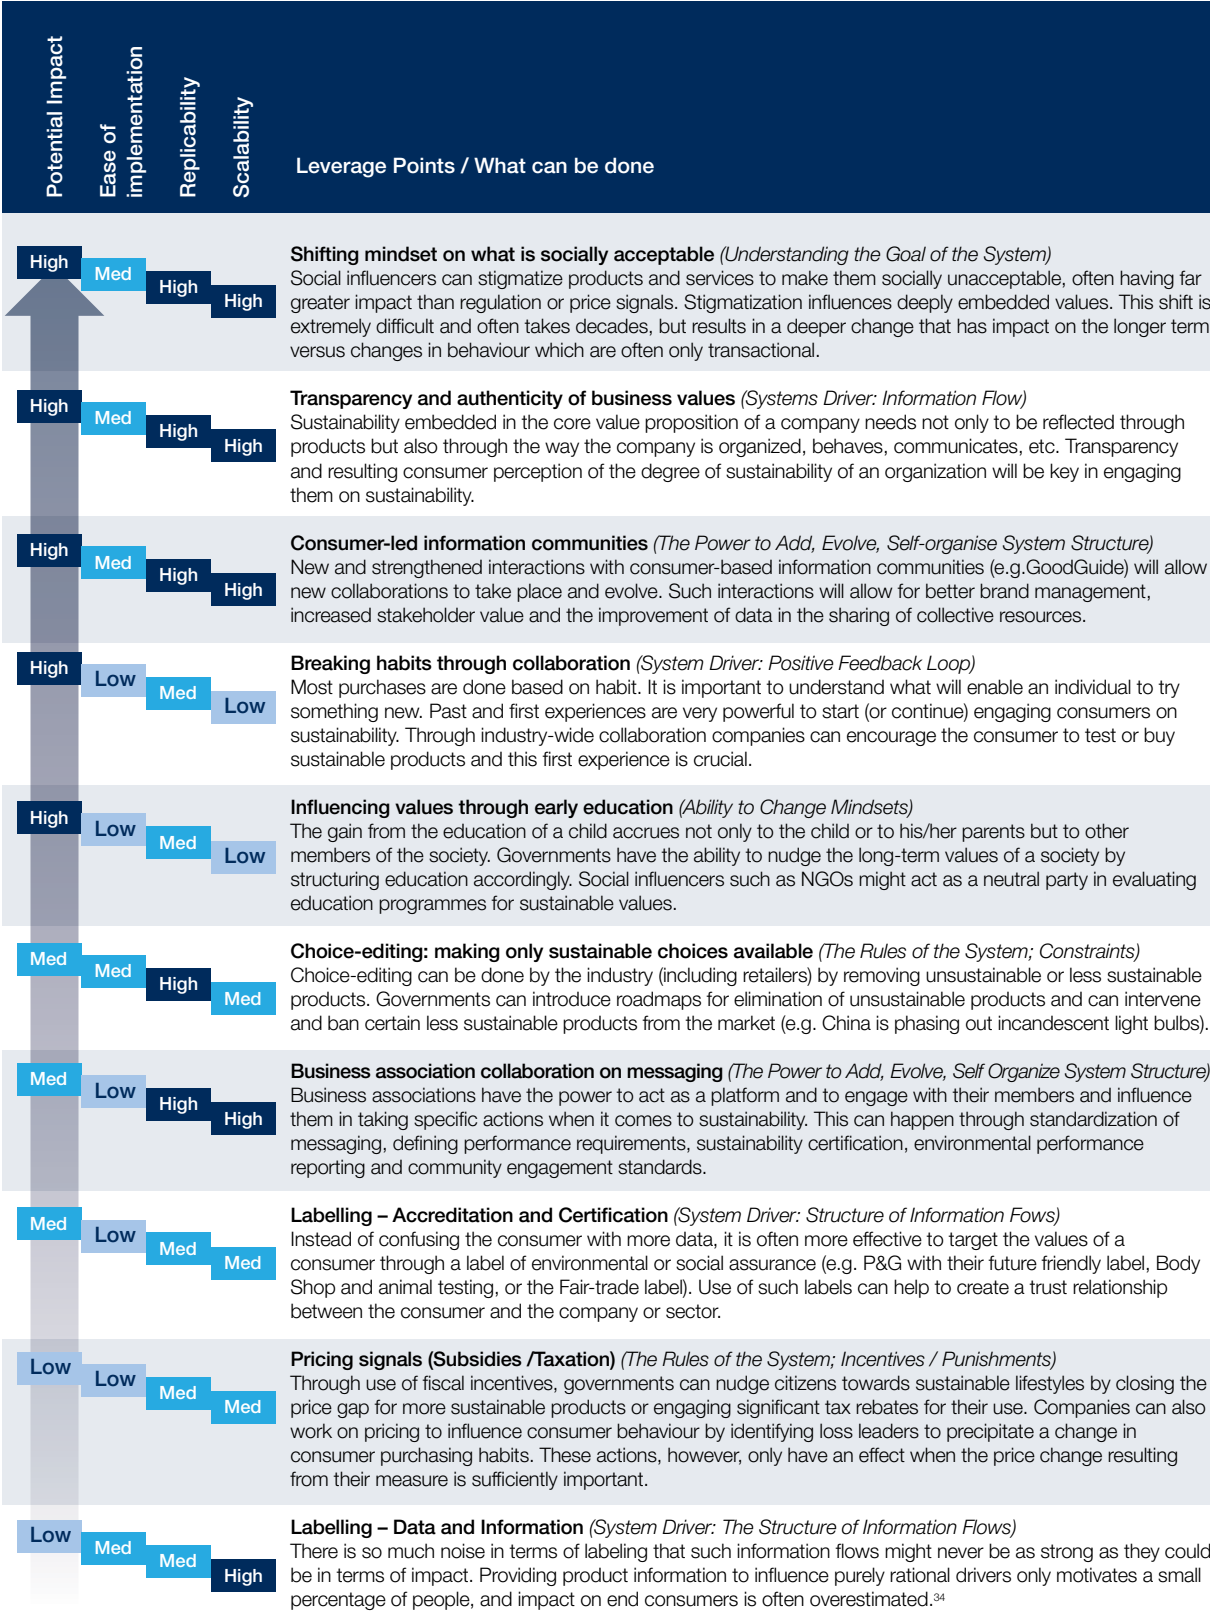 Potential Impact
Ease of
implementation
Replicability
Scalability
Leverage Points / What can be done
High
Med
High
High
Shifting mindset on what is socially acceptable (Understanding the Goal of the System)
Social influencers can stigmatize products and services to make them socially unacceptable, often having far
greater impact than regulation or price signals. Stigmatization influences deeply embedded values. This shift is
extremely difficult and often takes decades, but results in a deeper change that has impact on the longer term
versus changes in behaviour which are often only transactional.
High
Med
High
High
Transparency and authenticity of business values (Systems Driver: Information Flow)
Sustainability embedded in the core value proposition of a company needs not only to be reflected through
products but also through the way the company is organized, behaves, communicates, etc. Transparency
and resulting consumer perception of the degree of sustainability of an organization will be key in engaging
them on sustainability.
High
Med
High
High
Consumer-led information communities (The Power to Add, Evolve, Self-organise System Structure)
New and strengthened interactions with consumer-based information communities (e.g.GoodGuide) will allow
new collaborations to take place and evolve. Such interactions will allow for better brand management,
increased stakeholder value and the improvement of data in the sharing of collective resources.
High
Low
Med
Low
Breaking habits through collaboration (System Driver: Positive Feedback Loop)
Most purchases are done based on habit. It is important to understand what will enable an individual to try
something new. Past and first experiences are very powerful to start (or continue) engaging consumers on
sustainability. Through industry-wide collaboration companies can encourage the consumer to test or buy
sustainable products and this first experience is crucial.
High
Low
Med
Low
Influencing values through early education (Ability to Change Mindsets)
The gain from the education of a child accrues not only to the child or to his/her parents but to other
members of the society. Governments have the ability to nudge the long-term values of a society by
structuring education accordingly. Social influencers such as NGOs might act as a neutral party in evaluating
education programmes for sustainable values.
Med
Med
High
Med
Choice-editing: making only sustainable choices available (The Rules of the System; Constraints)
Choice-editing can be done by the industry (including retailers) by removing unsustainable or less sustainable
products. Governments can introduce roadmaps for elimination of unsustainable products and can intervene
and ban certain less sustainable products from the market (e.g. China is phasing out incandescent light bulbs).
Med
Low
High
High
Business association collaboration on messaging (The Power to Add, Evolve, Self Organize System Structure)
Business associations have the power to act as a platform and to engage with their members and influence
them in taking specific actions when it comes to sustainability. This can happen through standardization of
messaging, defining performance requirements, sustainability certification, environmental performance
reporting and community engagement standards.
Med
Low
Med
Med
Labelling – Accreditation and Certification (System Driver: Structure of Information Fows)
Instead of confusing the consumer with more data, it is often more effective to target the values of a
consumer through a label of environmental or social assurance (e.g. P&G with their future friendly label, Body
Shop and animal testing, or the Fair-trade label). Use of such labels can help to create a trust relationship
between the consumer and the company or sector.
Low
Low
Med
Med
Pricing signals (Subsidies /Taxation) (The Rules of the System; Incentives / Punishments)
Through use of fiscal incentives, governments can nudge citizens towards sustainable lifestyles by closing the
price gap for more sustainable products or engaging significant tax rebates for their use. Companies can also
work on pricing to influence consumer behaviour by identifying loss leaders to precipitate a change in
consumer purchasing habits. These actions, however, only have an effect when the price change resulting
from their measure is sufficiently important.
Low
Med
Med
High
Labelling – Data and Information (System Driver: The Structure of Information Flows)
There is so much noise in terms of labeling that such information flows might never be as strong as they could
be in terms of impact. Providing product information to influence purely rational drivers only motivates a small
percentage of people, and impact on end consumers is often overestimated.34